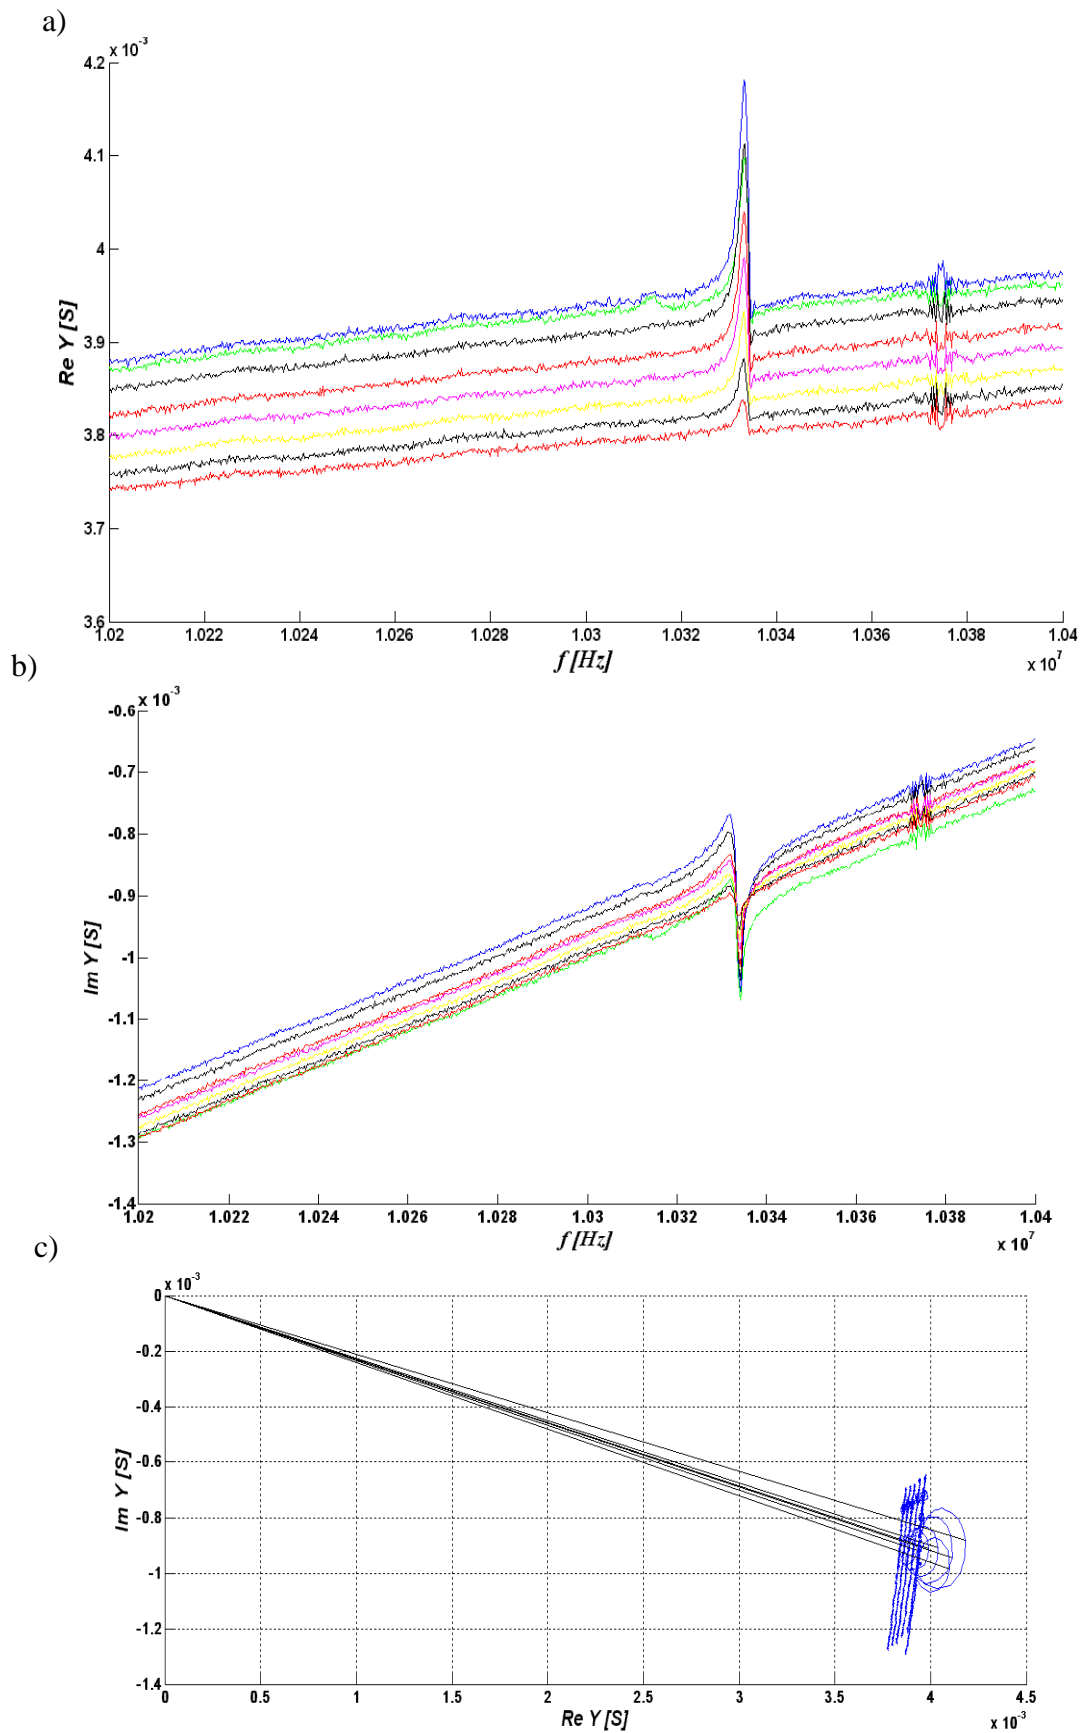 a)
x 10⁻³
4.2
4.1
4
3.9
3.8
3.7
3.6
Re Y [S]
1.02 1.022 1.024 1.026 1.028 1.03 1.032 1.034 1.036 1.038 1.04
f [Hz]
x 10⁷
b)
x 10⁻³
-0.6
-0.7
-0.8
-0.9
-1
-1.1
-1.2
-1.3
-1.4
Im Y [S]
1.02 1.022 1.024 1.026 1.028 1.03 1.032 1.034 1.036 1.038 1.04
f [Hz]
x 10⁷
c)
x 10⁻³
0
-0.2
-0.4
-0.6
-0.8
-1
-1.2
-1.4
Im Y [S]
0 0.5 1 1.5 2 2.5 3 3.5 4 4.5
Re Y [S]
x 10⁻³